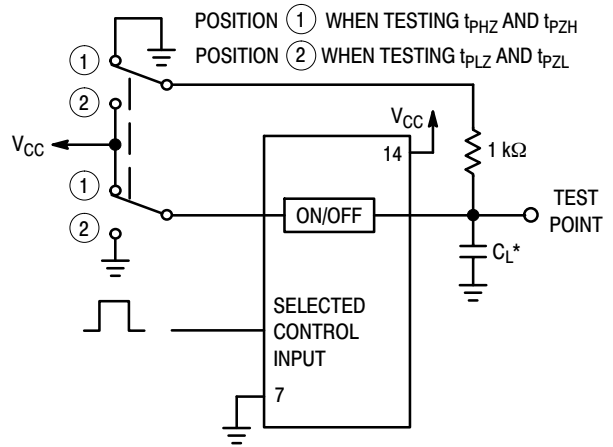 POSITION ① WHEN TESTING tPHZ AND tPZH
POSITION ② WHEN TESTING tPLZ AND tPZL
①
②
VCC
VCC
14
1 kΩ
①
②
ON/OFF
TEST
POINT
CL*
SELECTED
CONTROL
INPUT
7